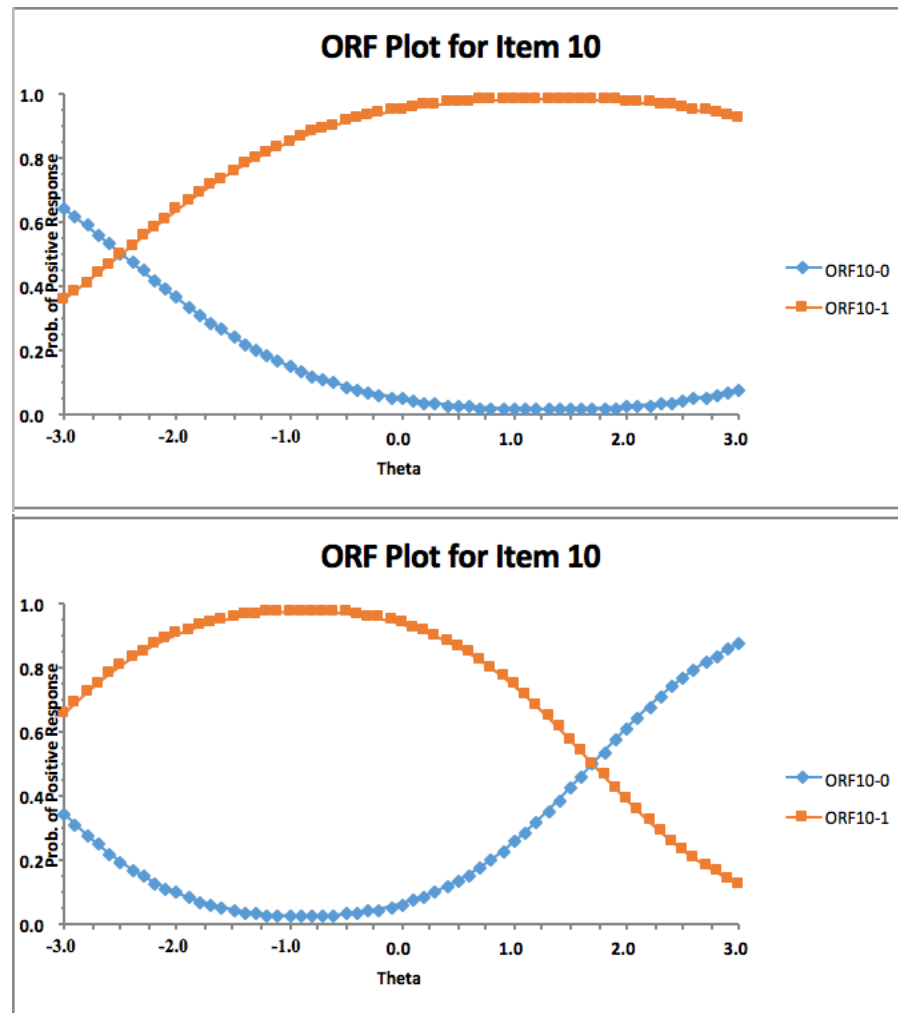 ORF Plot for Item 10
Prob. of Positive Response
1.0
0.8
0.6
0.4
0.2
0.0
-3.0 -2.0 -1.0 0.0 1.0 2.0 3.0
Theta
ORF10-0
ORF10-1
ORF Plot for Item 10
Prob. of Positive Response
1.0
0.8
0.6
0.4
0.2
0.0
-3.0 -2.0 -1.0 0.0 1.0 2.0 3.0
Theta
ORF10-0
ORF10-1